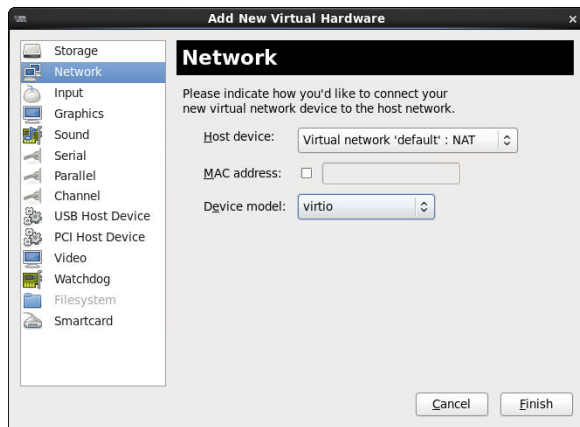 Add New Virtual Hardware
Storage
Network
Input
Graphics
Sound
Serial
Parallel
Channel
USB Host Device
PCI Host Device
Video
Watchdog
Filesystem
Smartcard
Network
Please indicate how you'd like to connect your
new virtual network device to the host network.
Host device: Virtual network 'default' : NAT
MAC address:
Device model: virtio
Cancel Finish